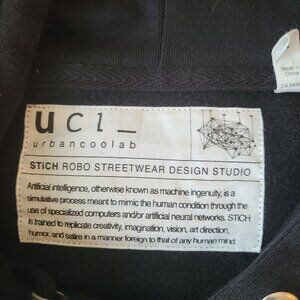 ucl_
urbancoolab
STiCH ROBO STREETWEAR DESIGN STUDIO
Artificial intelligence, otherwise known as machine ingenuity, is a
simulative process meant to mimic the human condition through the
use of specialized computers and/or artificial neural networks. STiCH
is trained to replicate creativity, imagination, vision, art direction,
humor, and satire in a manner foreign to that of any human mind.
Made in
China